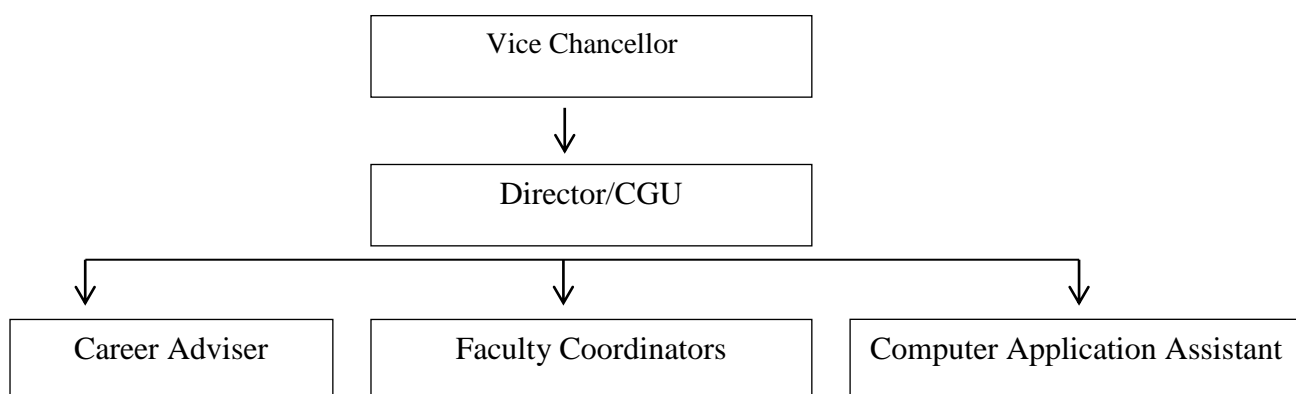 Vice Chancellor
Director/CGU
Career Adviser
Faculty Coordinators
Computer Application Assistant